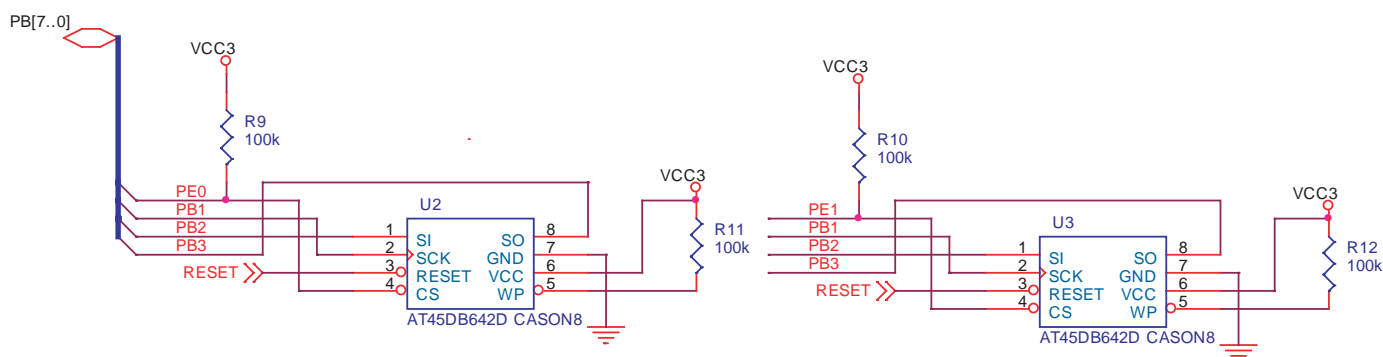 PB[7..0]
VCC3
R9
100k
PE0
PB1
PB2
PB3
RESET
U2
1
2
3
4
SI
SCK
RESET
CS
SO
GND
VCC
WP
8
7
6
5
AT45DB642D CASON8
VCC3
R11
100k
VCC3
R10
100k
PE1
PB1
PB2
PB3
RESET
U3
1
2
3
4
SI
SCK
RESET
CS
SO
GND
VCC
WP
8
7
6
5
AT45DB642D CASON8
VCC3
R12
100k